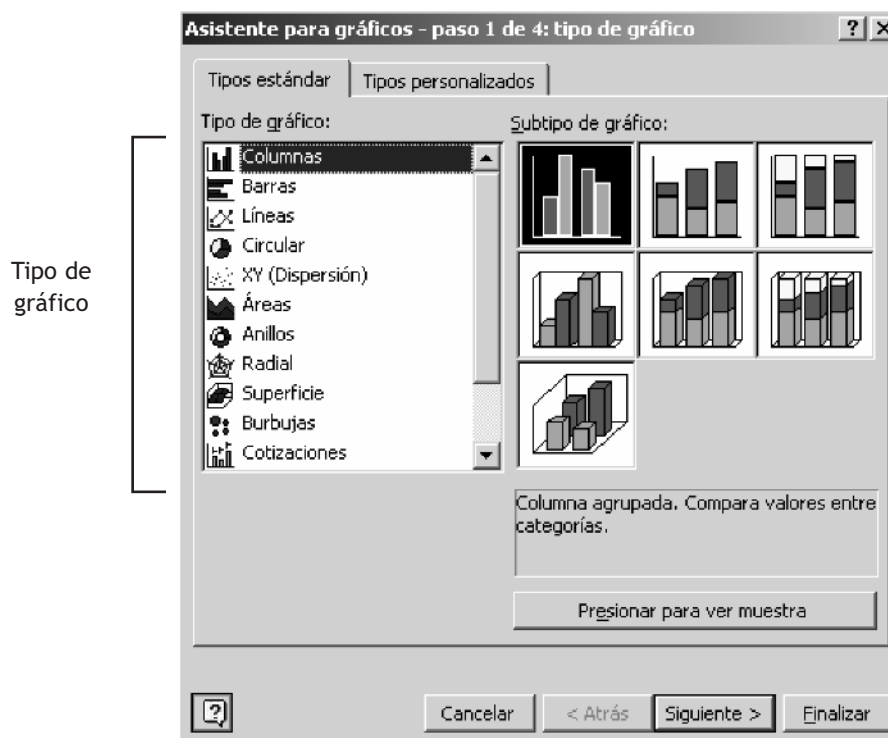 Asistente para gráficos - paso 1 de 4: tipo de gráfico
Tipos estándar
Tipos personalizados
Tipo de gráfico:
Subtipo de gráfico:
Tipo de
gráfico
Columnas
Barras
Líneas
Circular
XY (Dispersión)
Áreas
Anillos
Radial
Superficie
Burbujas
Cotizaciones
Columna agrupada. Compara valores entre
categorías.
Presionar para ver muestra
Cancelar
< Atrás
Siguiente >
Finalizar